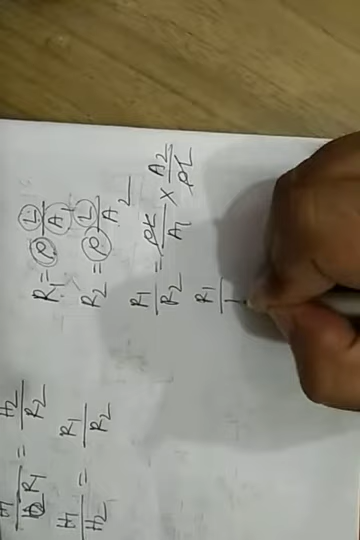 H1/H2 R1 = H2/R2
H1/H2 = R1/R2
R1 = ρ L/A1
R2 = ρ L/A2
R1/R2 = ρL/A1 × A2/ρL
R1/